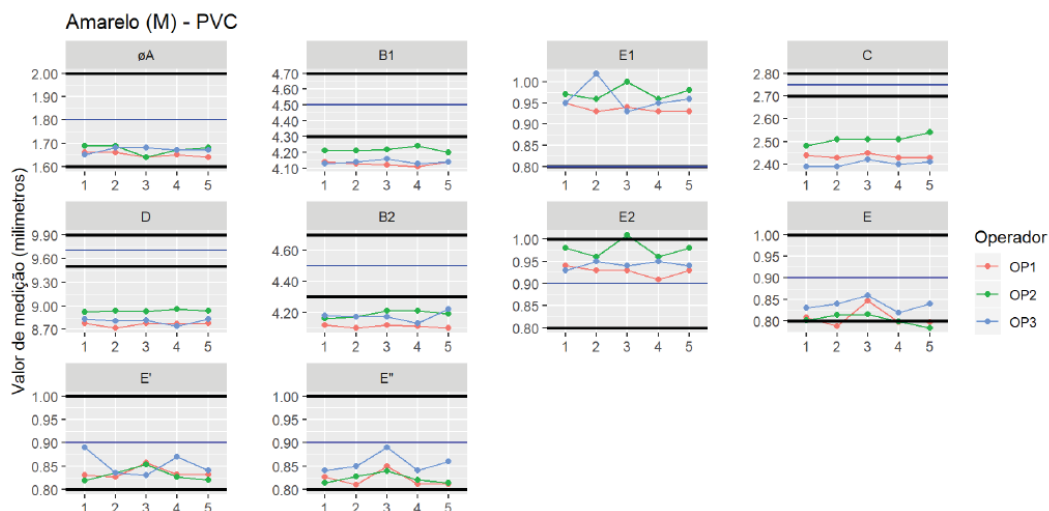 Amarelo (M) - PVC
Valor de medição (milímetros)
øA
2.00
1.90
1.80
1.70
1.60
1 2 3 4 5
B1
4.70
4.60
4.50
4.40
4.30
4.20
4.10
1 2 3 4 5
E1
1.00
0.95
0.90
0.85
0.80
1 2 3 4 5
C
2.80
2.70
2.60
2.50
2.40
1 2 3 4 5
D
9.90
9.60
9.30
9.00
8.70
1 2 3 4 5
B2
4.60
4.40
4.20
1 2 3 4 5
E2
1.00
0.95
0.90
0.85
0.80
1 2 3 4 5
E
1.00
0.95
0.90
0.85
0.80
1 2 3 4 5
Operador
OP1
OP2
OP3
E'
1.00
0.95
0.90
0.85
0.80
1 2 3 4 5
E"
1.00
0.95
0.90
0.85
0.80
1 2 3 4 5